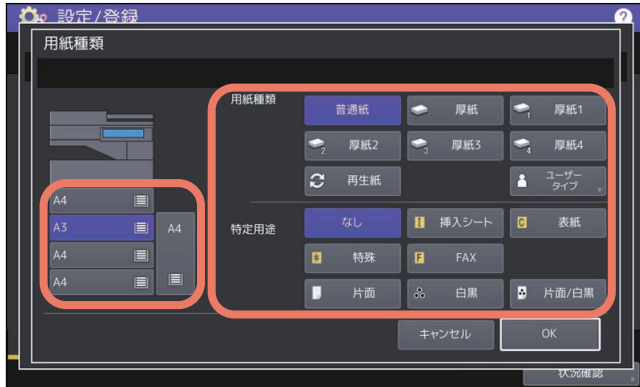 設定/登録
?
用紙種類
用紙種類
普通紙
厚紙
1 厚紙1
2 厚紙2
3 厚紙3
4 厚紙4
再生紙
ユーザー
タイプ
A4
A3
A4
A4
A4
特定用途
なし
I 挿入シート
C 表紙
* 特殊
F FAX
片面
白黒
片面/白黒
キャンセル
OK
状況確認